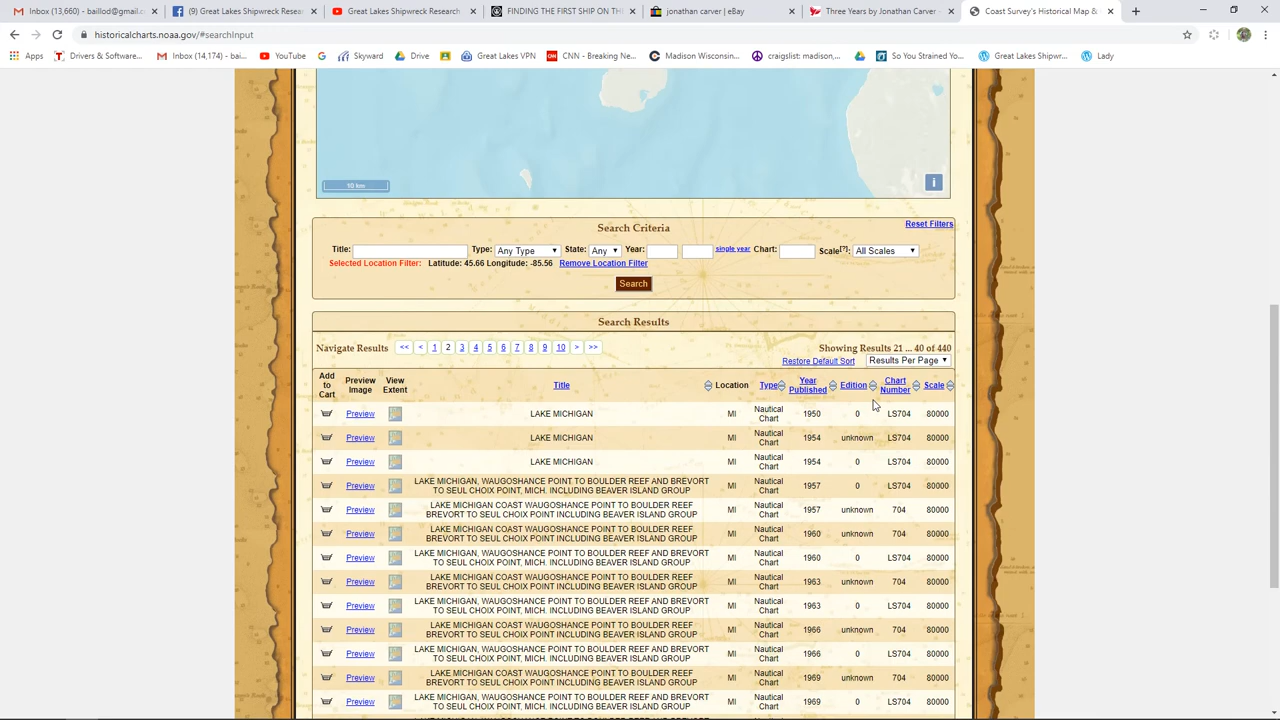 Inbox (13,660) - baillod@gmail.c
(9) Great Lakes Shipwreck Resear
Great Lakes Shipwreck Research
FINDING THE FIRST SHIP ON TH
jonathan carver | eBay
Three Years by Jonathan Carver -
Coast Survey's Historical Map &
historicalcharts.noaa.gov/#searchInput
Apps
Drivers & Software...
Inbox (14,174) - bai...
YouTube
G
Skyward
Drive
Great Lakes VPN
CNN - Breaking Ne...
Madison Wisconsin...
craigslist: madison,...
So You Strained Yo...
Great Lakes Shipwr...
Lady
10 km
i
Search Criteria
Reset Filters
Title: Type: Any Type State: Any Year: single year Chart: Scale[?]: All Scales
Selected Location Filter: Latitude: 45.66 Longitude: -85.56 Remove Location Filter
Search
Search Results
Navigate Results << < 1 2 3 4 5 6 7 8 9 10 > >> Showing Results 21 ... 40 of 440
Restore Default Sort Results Per Page
Add to Cart Preview Image View Extent Title Location Type Year Published Edition Chart Number Scale
Preview LAKE MICHIGAN MI Nautical Chart 1950 0 LS704 80000
Preview LAKE MICHIGAN MI Nautical Chart 1954 unknown LS704 80000
Preview LAKE MICHIGAN MI Nautical Chart 1954 0 LS704 80000
Preview LAKE MICHIGAN, WAUGOSHANCE POINT TO BOULDER REEF AND BREVORT TO SEUL CHOIX POINT, MICH. INCLUDING BEAVER ISLAND GROUP MI Nautical Chart 1957 0 LS704 80000
Preview LAKE MICHIGAN COAST WAUGOSHANCE POINT TO BOULDER REEF BREVORT TO SEUL CHOIX POINT INCLUDING BEAVER ISLAND GROUP MI Nautical Chart 1957 unknown 704 80000
Preview LAKE MICHIGAN COAST WAUGOSHANCE POINT TO BOULDER REEF BREVORT TO SEUL CHOIX POINT INCLUDING BEAVER ISLAND GROUP MI Nautical Chart 1960 unknown 704 80000
Preview LAKE MICHIGAN, WAUGOSHANCE POINT TO BOULDER REEF AND BREVORT TO SEUL CHOIX POINT, MICH. INCLUDING BEAVER ISLAND GROUP MI Nautical Chart 1960 0 LS704 80000
Preview LAKE MICHIGAN COAST WAUGOSHANCE POINT TO BOULDER REEF BREVORT TO SEUL CHOIX POINT INCLUDING BEAVER ISLAND GROUP MI Nautical Chart 1963 unknown 704 80000
Preview LAKE MICHIGAN, WAUGOSHANCE POINT TO BOULDER REEF AND BREVORT TO SEUL CHOIX POINT, MICH. INCLUDING BEAVER ISLAND GROUP MI Nautical Chart 1963 0 LS704 80000
Preview LAKE MICHIGAN COAST WAUGOSHANCE POINT TO BOULDER REEF BREVORT TO SEUL CHOIX POINT INCLUDING BEAVER ISLAND GROUP MI Nautical Chart 1966 unknown 704 80000
Preview LAKE MICHIGAN, WAUGOSHANCE POINT TO BOULDER REEF AND BREVORT TO SEUL CHOIX POINT, MICH. INCLUDING BEAVER ISLAND GROUP MI Nautical Chart 1966 0 LS704 80000
Preview LAKE MICHIGAN COAST WAUGOSHANCE POINT TO BOULDER REEF BREVORT TO SEUL CHOIX POINT INCLUDING BEAVER ISLAND GROUP MI Nautical Chart 1969 unknown 704 80000
Preview LAKE MICHIGAN, WAUGOSHANCE POINT TO BOULDER REEF AND BREVORT TO SEUL CHOIX POINT, MICH. INCLUDING BEAVER ISLAND GROUP MI Nautical Chart 1969 0 LS704 80000